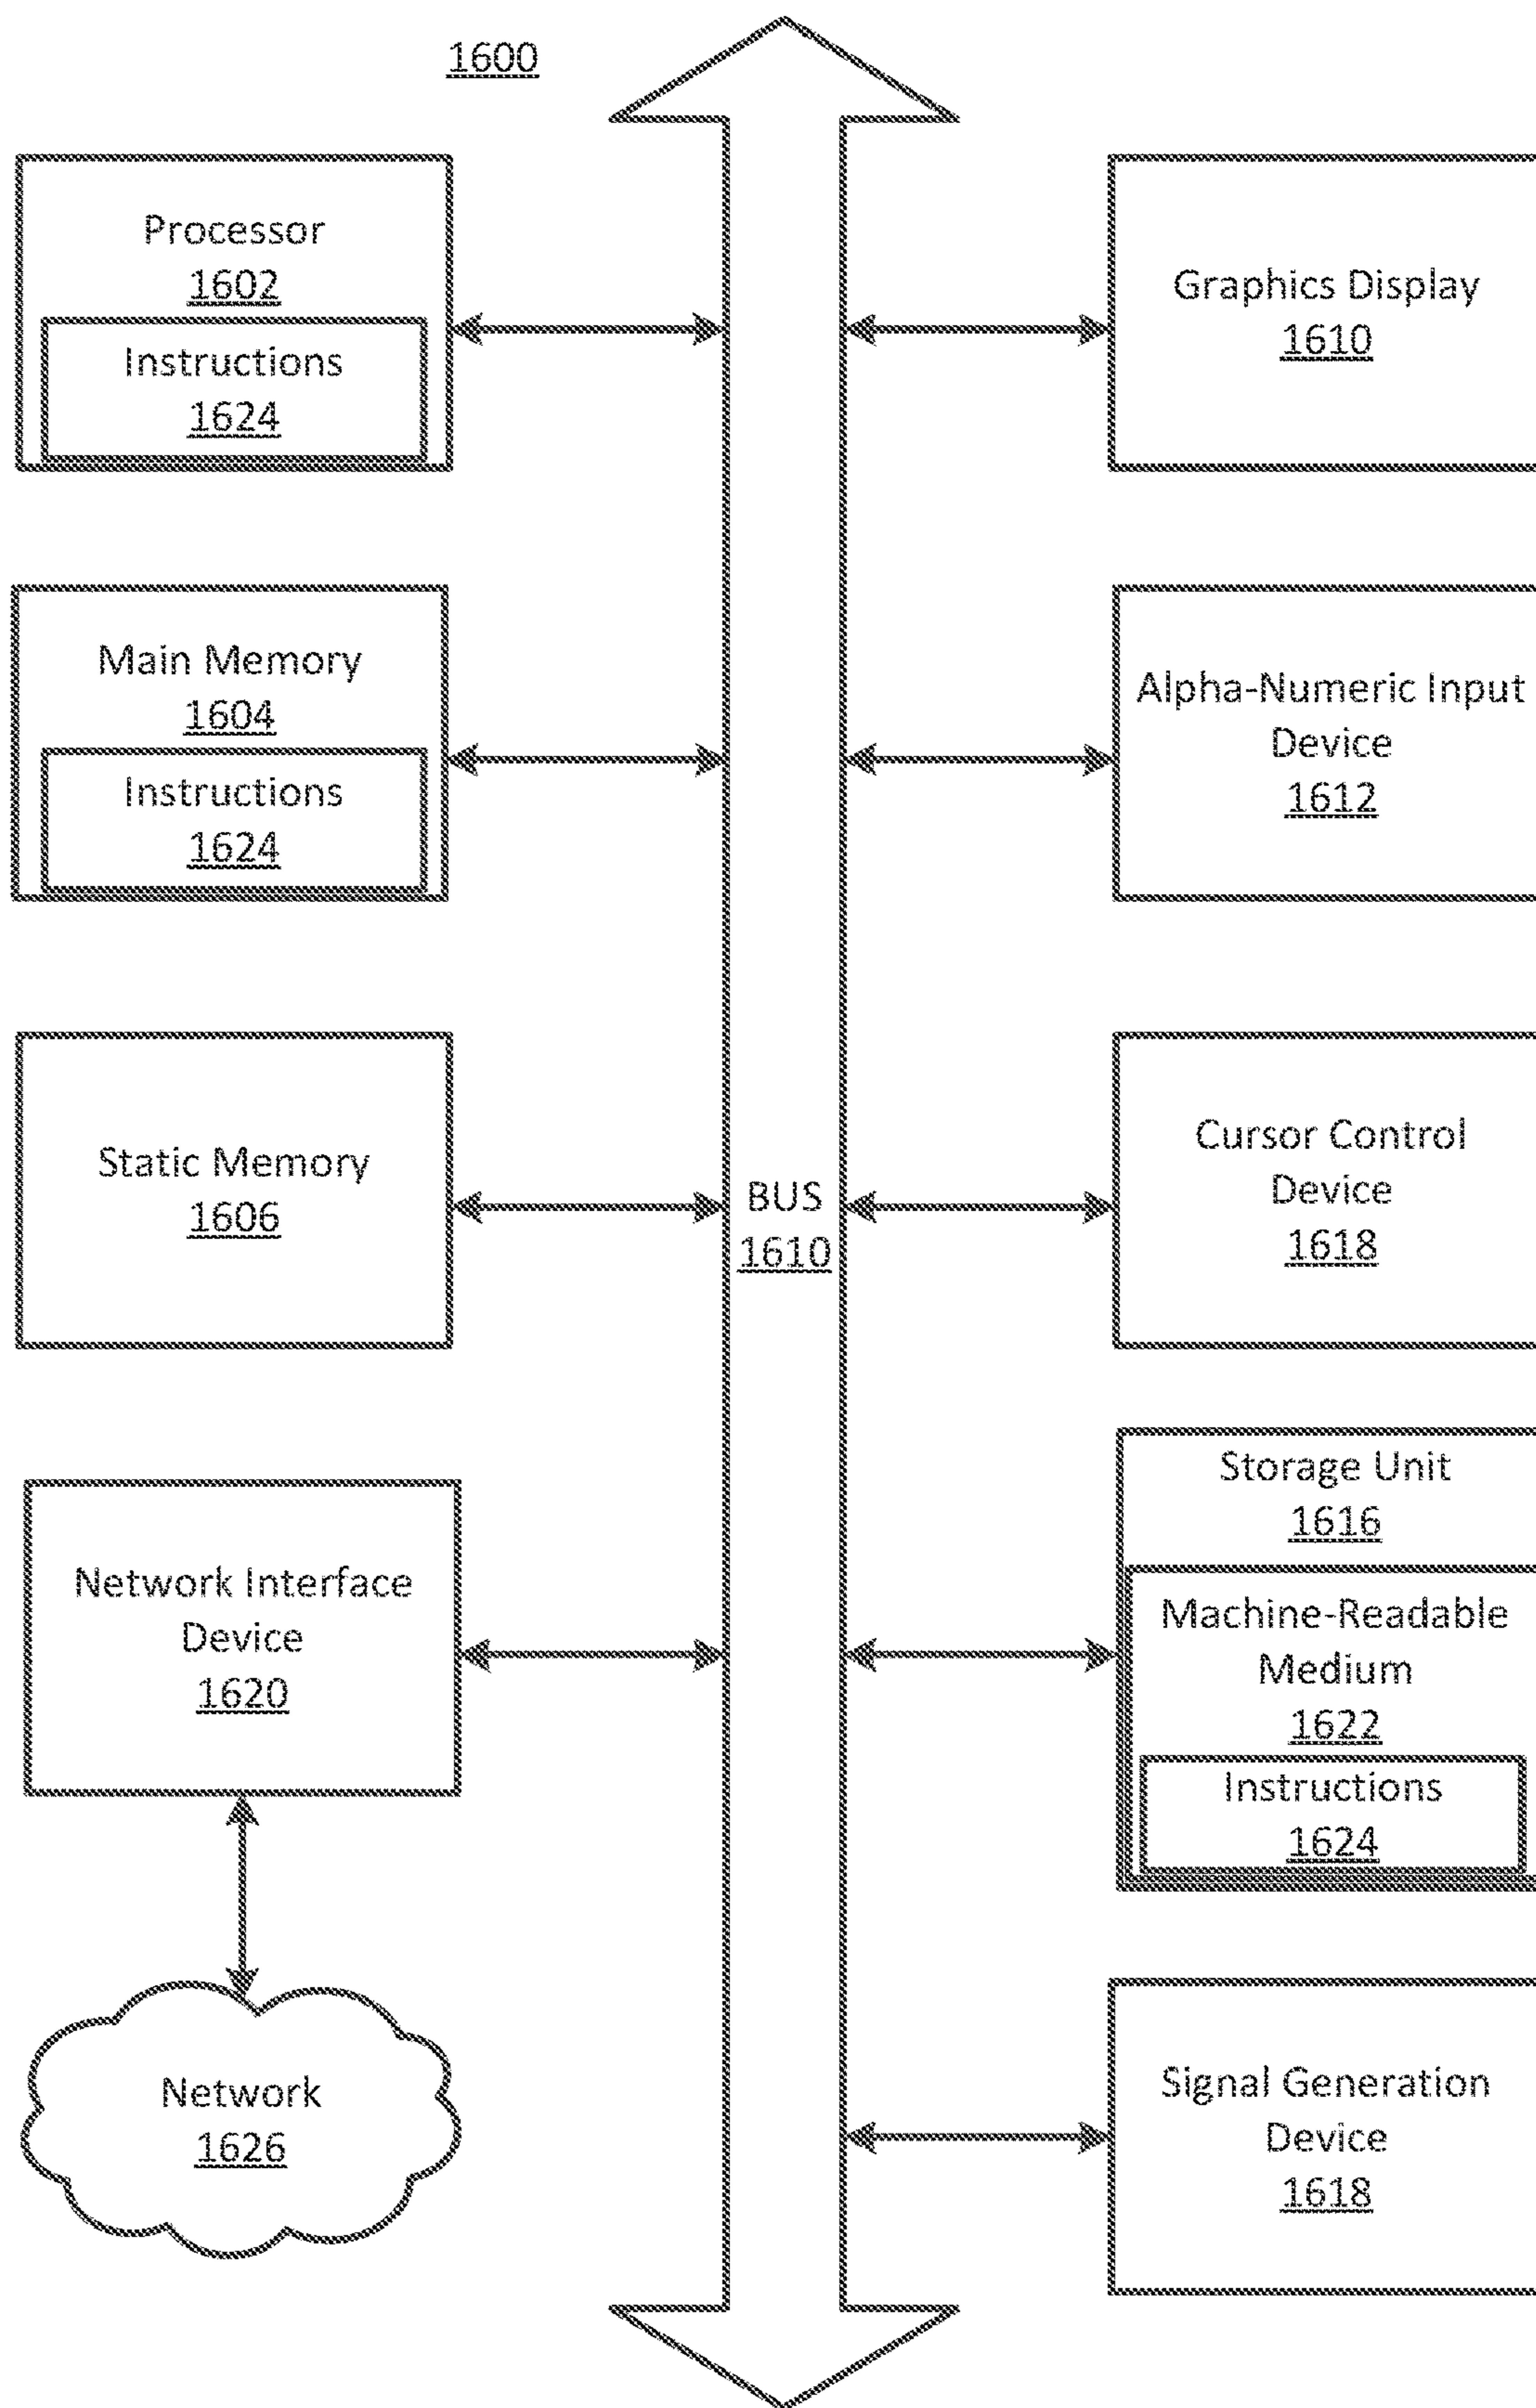 1600
Processor
1602
Instructions
1624
Graphics Display
1610
Main Memory
1604
Instructions
1624
Alpha-Numeric Input
Device
1612
Static Memory
1606
BUS
1610
Cursor Control
Device
1618
Network Interface
Device
1620
Storage Unit
1616
Machine-Readable
Medium
1622
Instructions
1624
Network
1626
Signal Generation
Device
1618